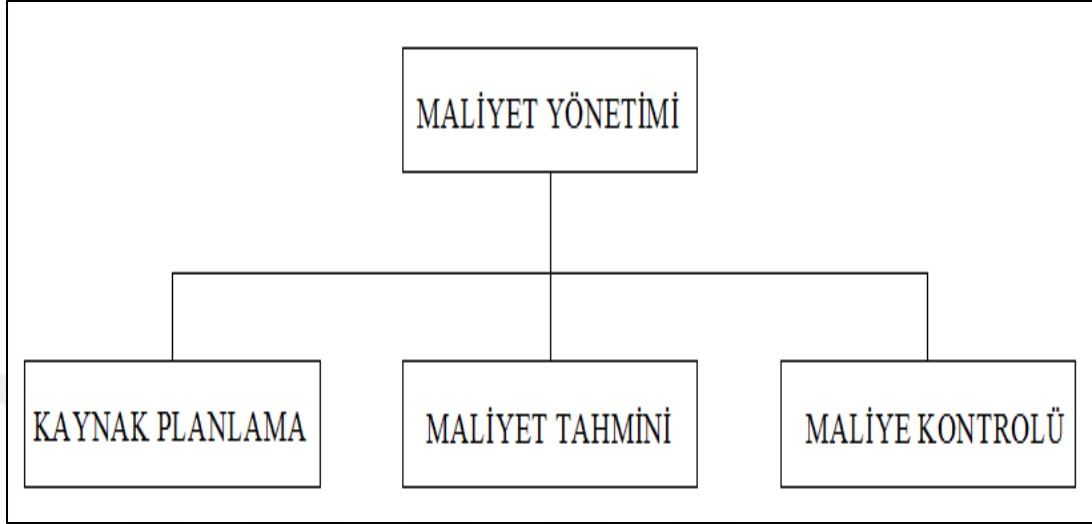 MALİYET YÖNETİMİ
KAYNAK PLANLAMA
MALİYET TAHMİNİ
MALİYE KONTROLÜ